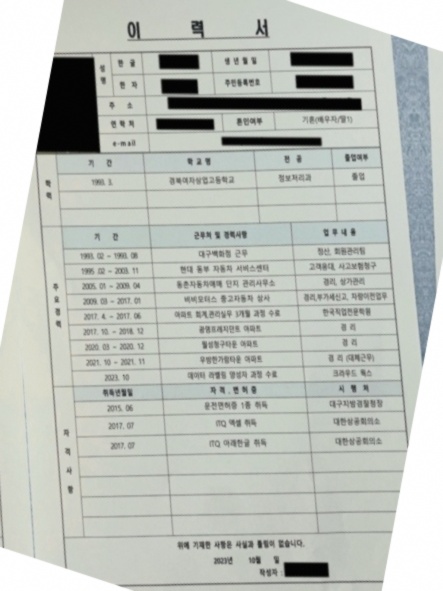 이 력 서
성명 한 글 생 년 월 일
한 자 주민등록번호
주 소
연 락 처 혼인여부 기혼(배우자/딸1)
e-mail
학력 기 간 학 교 명 전 공 졸업여부
1993. 3. 경북여자상업고등학교 정보처리과 졸업
주요경력 기 간 근무처 및 경력사항 업 무 내 용
1993. 02 ~ 1993. 08 대구백화점 근무 정산, 회원관리팀
1995. 02 ~ 2003. 11 현대 동부 자동차 서비스센타 고객응대, 사고보험청구
2005. 01 ~ 2009. 04 관리사무소 경리, 상가관리
2009. 03 ~ 2017. 01 비비모터스 중고자동차 상사 경리,부가세신고, 차량이전업무
2017. 4. ~ 2017. 06 아파트 회계,관리실무 3개월 과정 수료 한국직업전문학원
2017. 10. ~ 2018. 12 광명프레지던트 아파트 경 리
2020. 03 ~ 2020. 12 월성청구타운 아파트 경 리
2021. 10 ~ 2021. 11 우방한가람타운 아파트 경 리 (대체근무)
2023. 10 데이터 라벨링 양성자 과정 수료 크라우드 웍스
자격사항 취득년월일 자 격 . 면 허 증 시 행 처
2015. 06 운전면허증 1종 취득 대구지방경찰청장
2017. 07 ITQ 엑셀 취득 대한상공회의소
2017. 07 ITQ 아래한글 취득 대한상공회의소
위에 기재한 사항은 사실과 틀림이 없습니다.
2023년 10월 일
작성자 :